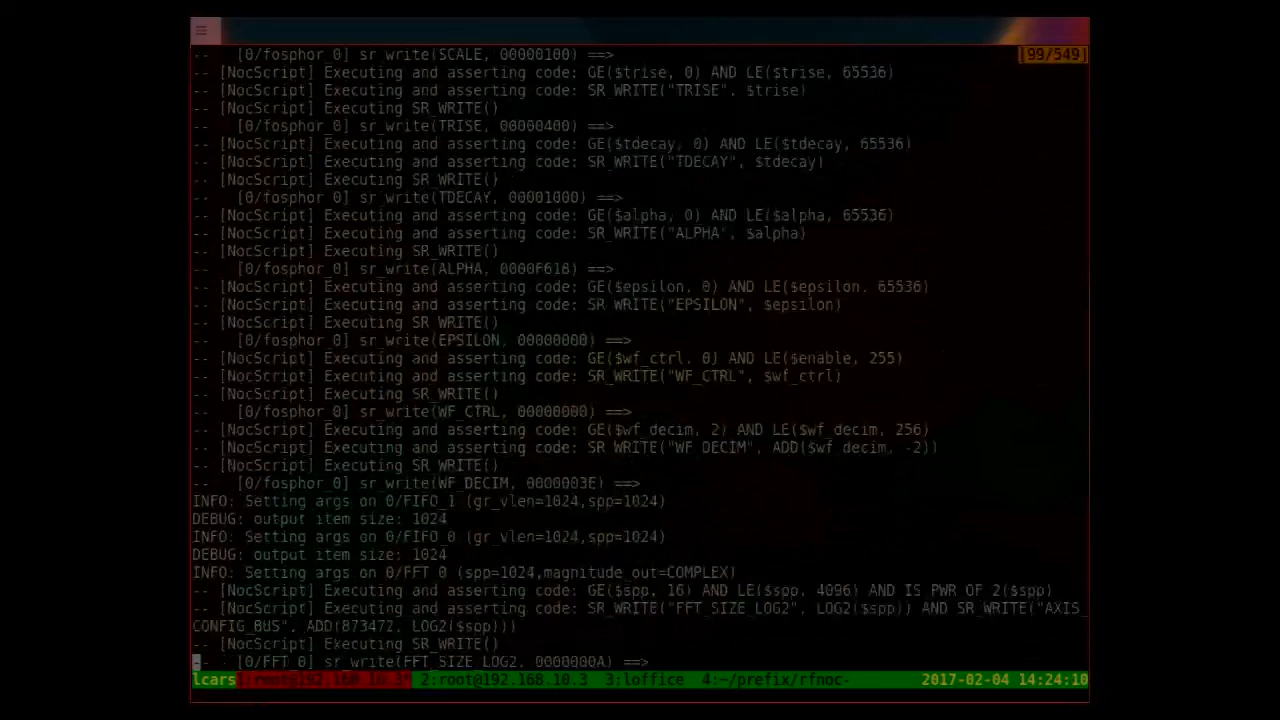 -- [0/fosphor_0] sr_write(SCALE, 00000100) ==> [99/549]
-- [NocScript] Executing and asserting code: GE($trise, 0) AND LE($trise, 65536)
-- [NocScript] Executing and asserting code: SR_WRITE("TRISE", $trise)
-- [NocScript] Executing SR_WRITE()
-- [0/fosphor_0] sr_write(TRISE, 00000400) ==>
-- [NocScript] Executing and asserting code: GE($tdecay, 0) AND LE($tdecay, 65536)
-- [NocScript] Executing and asserting code: SR_WRITE("TDECAY", $tdecay)
-- [NocScript] Executing SR_WRITE()
-- [0/fosphor_0] sr_write(TDECAY, 00001000) ==>
-- [NocScript] Executing and asserting code: GE($alpha, 0) AND LE($alpha, 65536)
-- [NocScript] Executing and asserting code: SR_WRITE("ALPHA", $alpha)
-- [NocScript] Executing SR_WRITE()
-- [0/fosphor_0] sr_write(ALPHA, 0000F618) ==>
-- [NocScript] Executing and asserting code: GE($epsilon, 0) AND LE($epsilon, 65536)
-- [NocScript] Executing and asserting code: SR_WRITE("EPSILON", $epsilon)
-- [NocScript] Executing SR_WRITE()
-- [0/fosphor_0] sr_write(EPSILON, 00000000) ==>
-- [NocScript] Executing and asserting code: GE($wf_ctrl, 0) AND LE($enable, 255)
-- [NocScript] Executing and asserting code: SR_WRITE("WF_CTRL", $wf_ctrl)
-- [NocScript] Executing SR_WRITE()
-- [0/fosphor_0] sr_write(WF_CTRL, 00000000) ==>
-- [NocScript] Executing and asserting code: GE($wf_decim, 2) AND LE($wf_decim, 256)
-- [NocScript] Executing and asserting code: SR_WRITE("WF_DECIM", ADD($wf_decim, -2))
-- [NocScript] Executing SR_WRITE()
-- [0/fosphor_0] sr_write(WF_DECIM, 0000003E) ==>
INFO: Setting args on 0/FIFO_1 (gr_vlen=1024,spp=1024)
DEBUG: output item size: 1024
INFO: Setting args on 0/FIFO_0 (gr_vlen=1024,spp=1024)
DEBUG: output item size: 1024
INFO: Setting args on 0/FFT_0 (spp=1024,magnitude_out=COMPLEX)
-- [NocScript] Executing and asserting code: GE($spp, 16) AND LE($spp, 4096) AND IS_PWR_OF_2($spp)
-- [NocScript] Executing and asserting code: SR_WRITE("FFT_SIZE_LOG2", LOG2($spp)) AND SR_WRITE("AXIS_
CONFIG_BUS", ADD(873472, LOG2($spp)))
-- [NocScript] Executing SR_WRITE()
-- [0/FFT_0] sr_write(FFT_SIZE_LOG2, 0000000A) ==>
lcars 1:root@192.168.10.3* 2:root@192.168.10.3 3:loffice 4:~/prefix/rfnoc- 2017-02-04 14:24:10